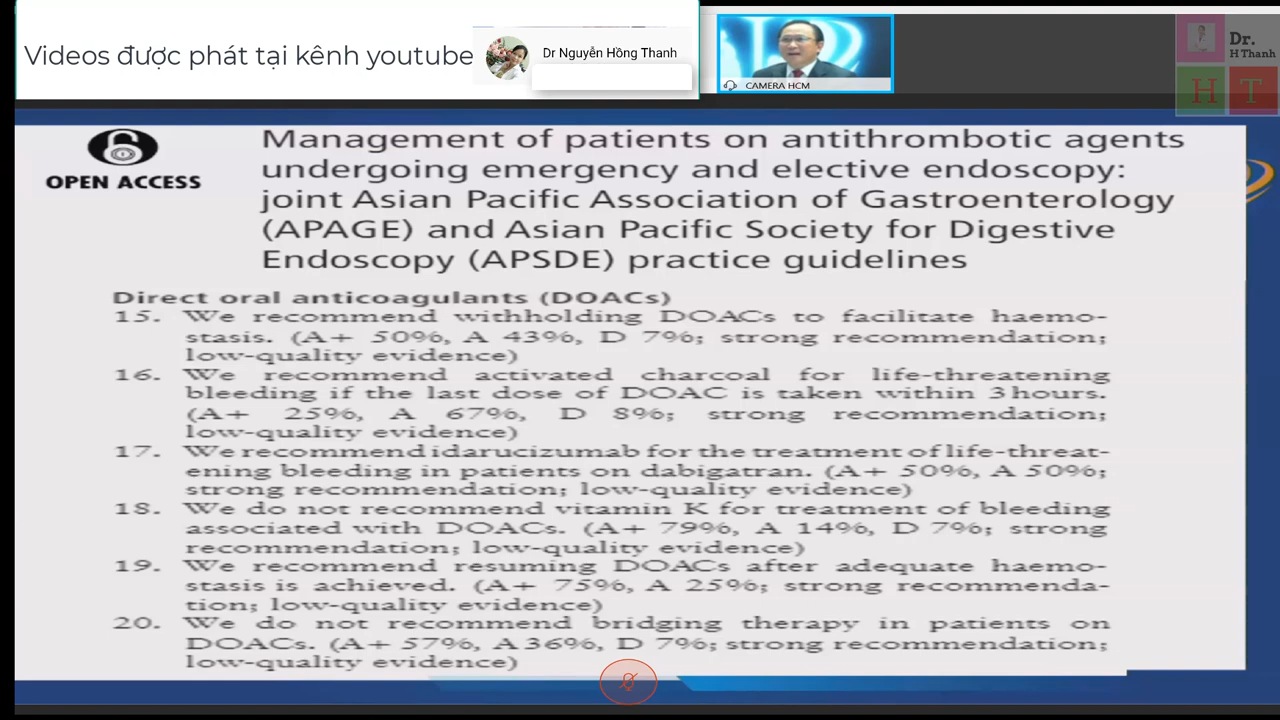 Videos được phát tại kênh youtube
Dr Nguyễn Hồng Thanh
CAMERA HCM
Dr.
H Thanh
H T
OPEN ACCESS
Management of patients on antithrombotic agents
undergoing emergency and elective endoscopy:
joint Asian Pacific Association of Gastroenterology
(APAGE) and Asian Pacific Society for Digestive
Endoscopy (APSDE) practice guidelines
Direct oral anticoagulants (DOACs)
15. We recommend withholding DOACs to facilitate haemo-
stasis. (A+ 50%, A 43%, D 7%; strong recommendation;
low-quality evidence)
16. We recommend activated charcoal for life-threatening
bleeding if the last dose of DOAC is taken within 3 hours.
(A+ 25%, A 67%, D 8%; strong recommendation;
low-quality evidence)
17. We recommend idarucizumab for the treatment of life-threat-
ening bleeding in patients on dabigatran. (A+ 50%, A 50%;
strong recommendation; low-quality evidence)
18. We do not recommend vitamin K for treatment of bleeding
associated with DOACs. (A+ 79%, A 14%, D 7%; strong
recommendation; low-quality evidence)
19. We recommend resuming DOACs after adequate haemo-
stasis is achieved. (A+ 75%, A 25%; strong recommenda-
tion; low-quality evidence)
20. We do not recommend bridging therapy in patients on
DOACs. (A+ 57%, A 36%, D 7%; strong recommendation;
low-quality evidence)